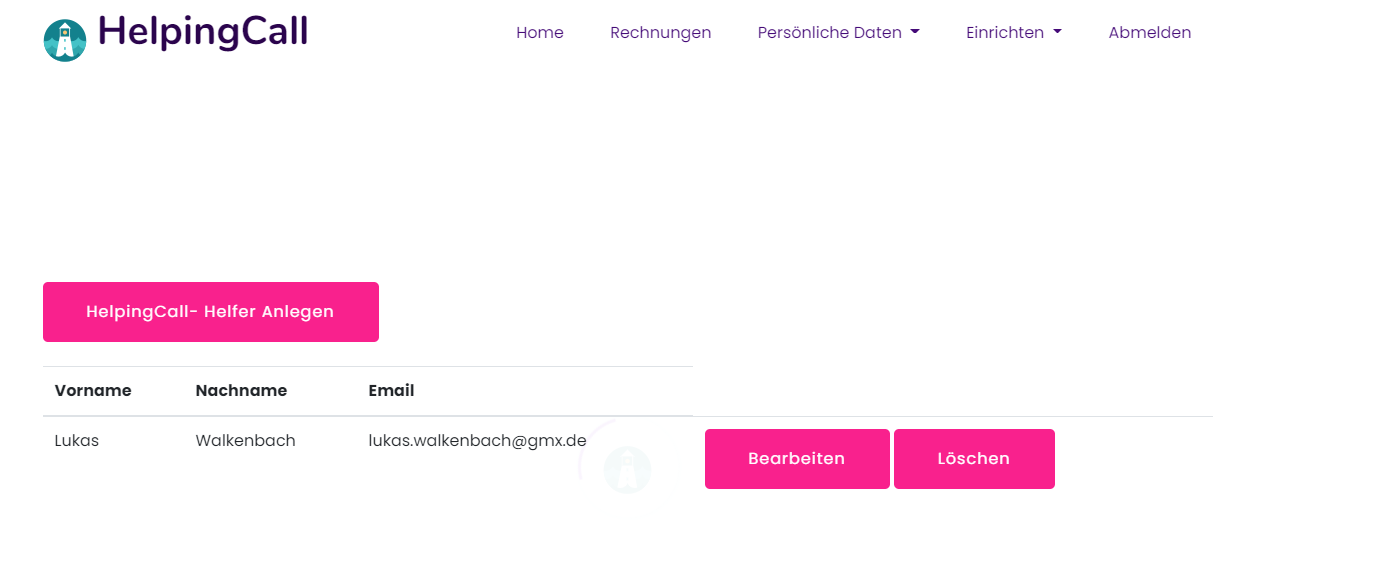 HelpingCall
Home Rechnungen Persönliche Daten Einrichten Abmelden
HelpingCall- Helfer Anlegen
Vorname Nachname Email
Lukas Walkenbach lukas.walkenbach@gmx.de Bearbeiten Löschen